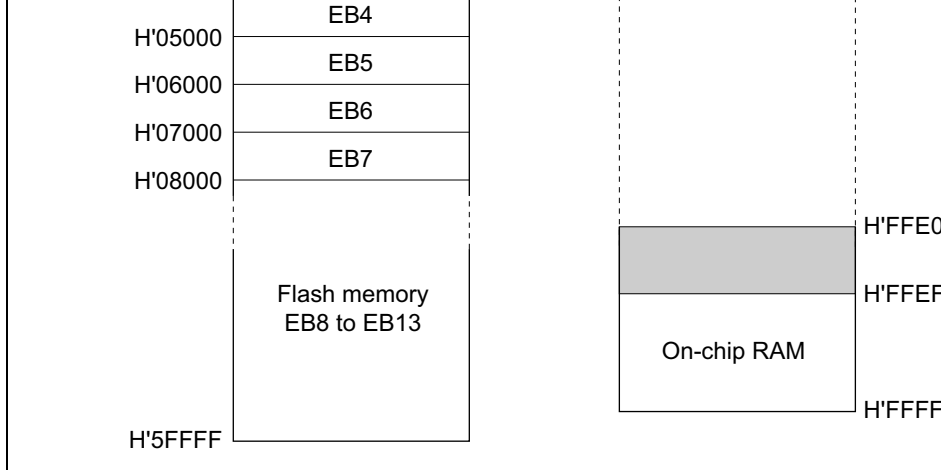 EB4
H'05000
EB5
H'06000
EB6
H'07000
EB7
H'08000
H'FFE0
Flash memory
EB8 to EB13
H'FFEF
On-chip RAM
H'FFFF
H'5FFFF